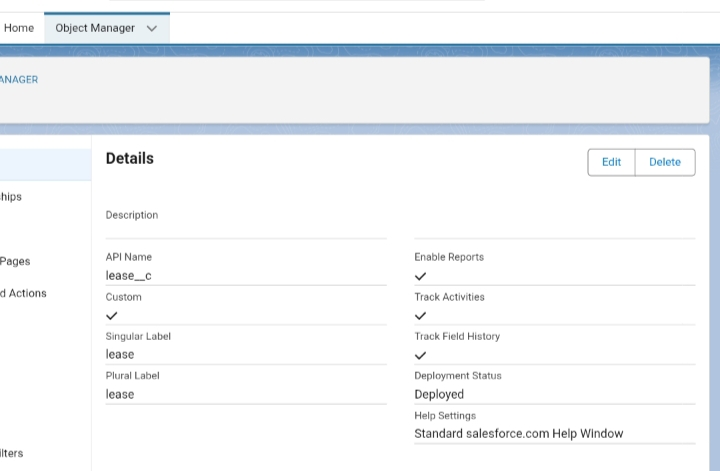 Home
Object Manager
ANAGER
Details
Edit
Delete
hips
Pages
d Actions
ilters
Description
API Name
lease__c
Custom
Singular Label
lease
Plural Label
lease
Enable Reports
Track Activities
Track Field History
Deployment Status
Deployed
Help Settings
Standard salesforce.com Help Window